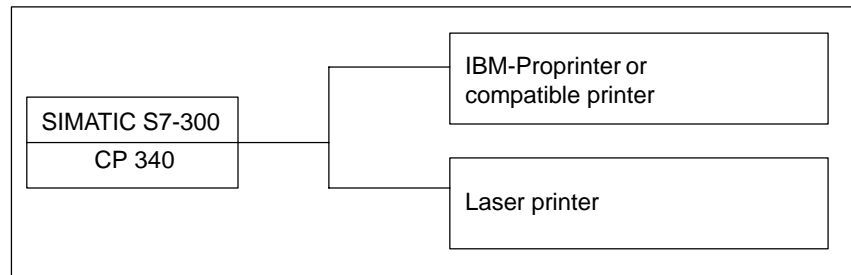 SIMATIC S7-300
CP 340
IBM-Proprinter or
compatible printer
Laser printer